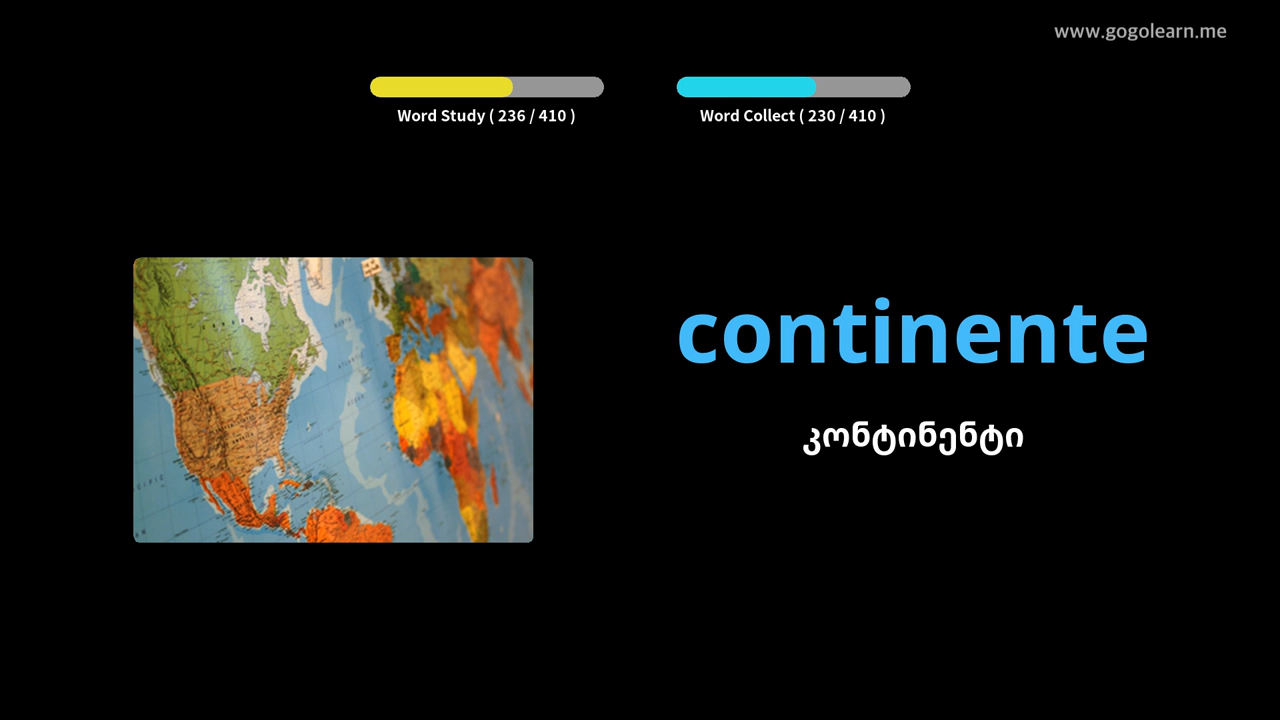 www.gogolearn.me
Word Study ( 236 / 410 )
Word Collect ( 230 / 410 )
continente
კონტინენტი